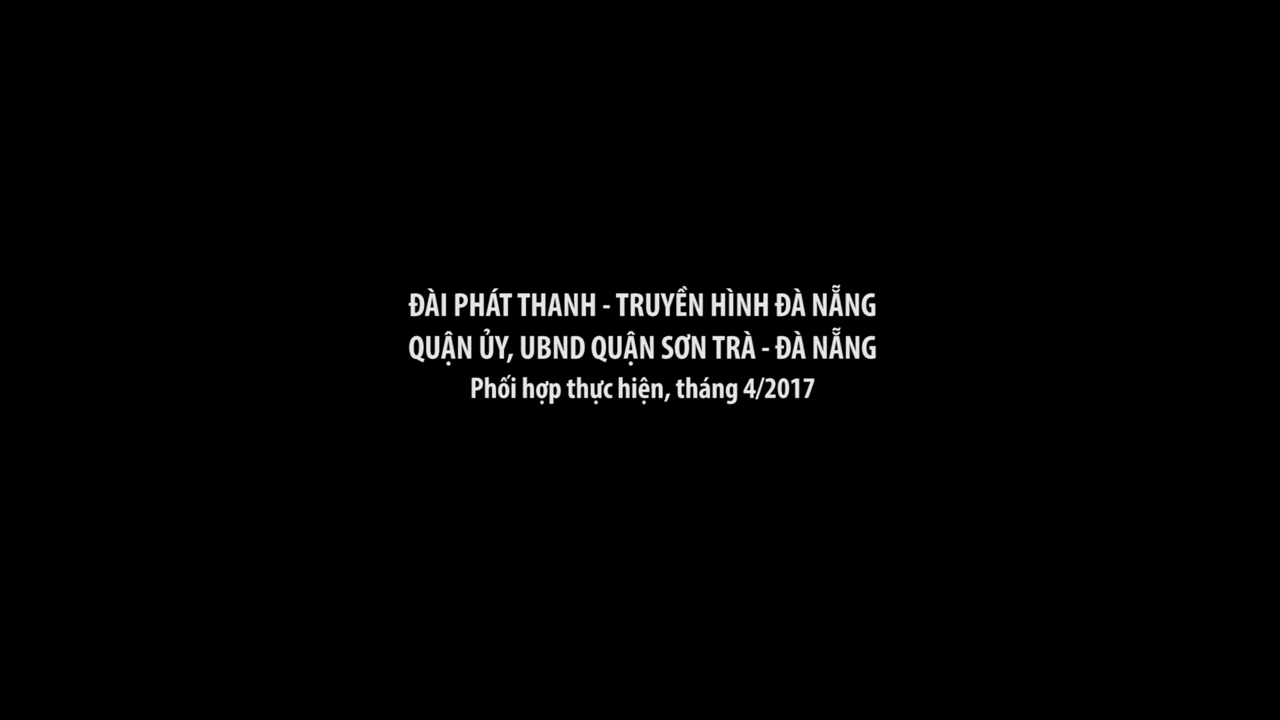 ĐÀI PHÁT THANH - TRUYỀN HÌNH ĐÀ NẴNG
QUẬN ỦY, UBND QUẬN SƠN TRÀ - ĐÀ NẴNG
Phối hợp thực hiện, tháng 4/2017